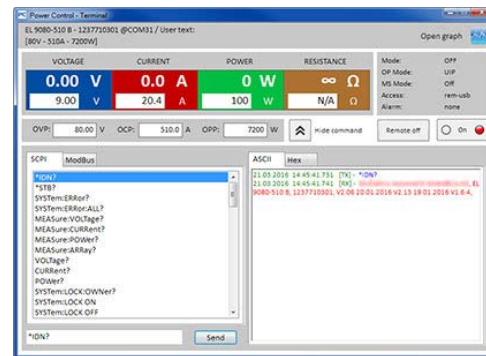 Power Control - Terminal
EL 9080-510 B - 1237710301 @COM31 / User text:
[80V - 510A - 7200W]
Open graph
VOLTAGE CURRENT POWER RESISTANCE
0.00 V 0.0 A 0 W ∞ Ω
9.00 V 20.4 A 100 W N/A Ω
Mode: OFF
OP Mode: UIP
MS Mode: Off
Access: rem-usb
Alarm: none
OVP: 80.00 V OCP: 510.0 A OPP: 7200 W Hide command Remote off On
SCPI ModBus
*IDN?
*STB?
SYSTem:ERRor?
SYSTem:ERRor:ALL?
MEASure:VOLTage?
MEASure:CURRent?
MEASure:POWer?
MEASure:ARRay?
VOLTage?
CURRent?
POWer?
SYSTem:LOCK:OWNer?
SYSTem:LOCK ON
SYSTem:LOCK OFF
*IDN? Send
ASCII Hex
21.03.2016 14:45:41.731 [TX] - *IDN?
21.03.2016 14:45:41.741 [RX] - EL
9080-510 B, 1237710301, V2.06 20.01.2016 V2.13 19.01.2016 V1.6.4,